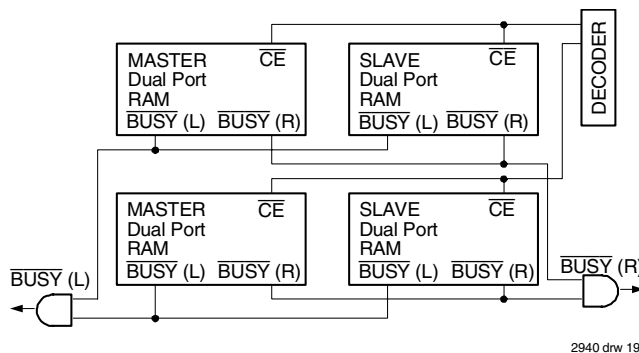 MASTER
Dual Port
RAM
CE
BUSY (L) BUSY (R)
SLAVE
Dual Port
RAM
CE
BUSY (L) BUSY (R)
DECODER
MASTER
Dual Port
RAM
CE
BUSY (L) BUSY (R)
SLAVE
Dual Port
RAM
CE
BUSY (L) BUSY (R)
BUSY (L)
BUSY (R)
2940 drw 19